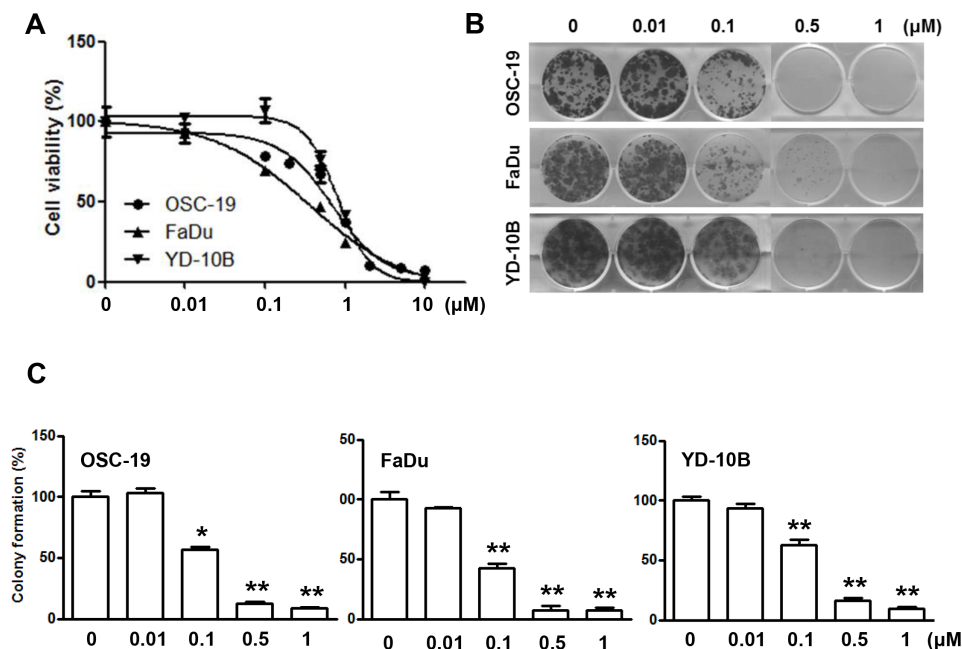 A
150
100
50
0
Cell viability (%)
OSC-19
FaDu
YD-10B
0 0.01 0.1 1 10 (μM)
B
0 0.01 0.1 0.5 1 (μM)
OSC-19
FaDu
YD-10B
C
Colony formation (%)
150
100
50
0
OSC-19
*
**
**
0 0.01 0.1 0.5 1
50
00
50
0
FaDu
**
**
**
0 0.01 0.1 0.5 1
150
100
50
0
YD-10B
**
**
**
0 0.01 0.1 0.5 1 (μM